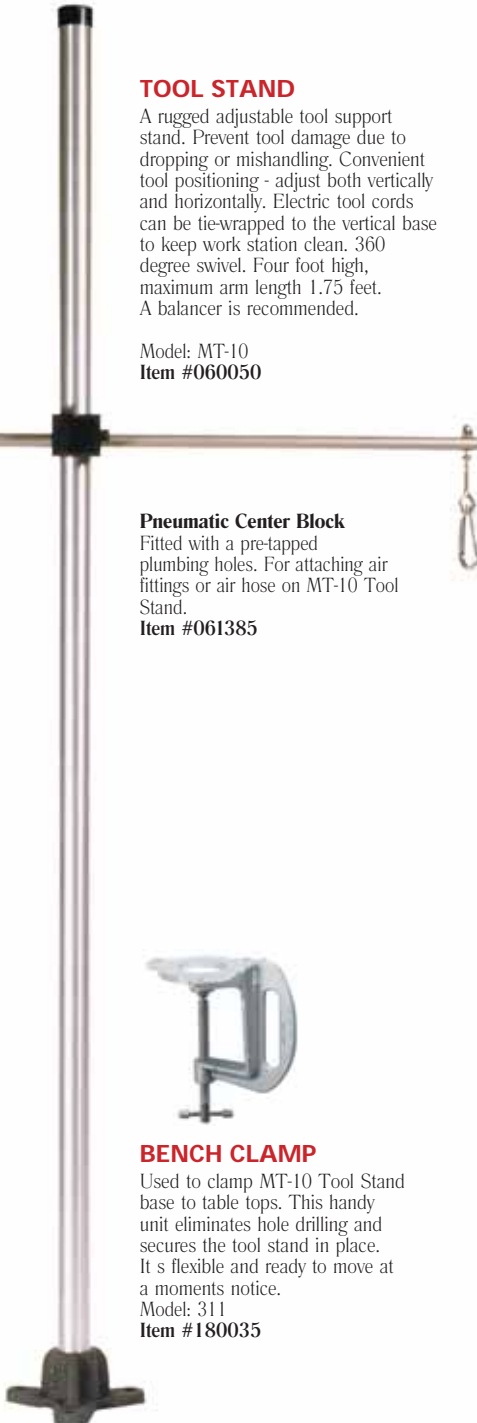 TOOL STAND
A rugged adjustable tool support
stand. Prevent tool damage due to
dropping or mishandling. Convenient
tool positioning - adjust both vertically
and horizontally. Electric tool cords
can be tie-wrapped to the vertical base
to keep work station clean. 360
degree swivel. Four foot high,
maximum arm length 1.75 feet.
A balancer is recommended.
Model: MT-10
Item #060050
Pneumatic Center Block
Fitted with a pre-tapped
plumbing holes. For attaching air
fittings or air hose on MT-10 Tool
Stand.
Item #061385
BENCH CLAMP
Used to clamp MT-10 Tool Stand
base to table tops. This handy
unit eliminates hole drilling and
secures the tool stand in place.
It s flexible and ready to move at
a moments notice.
Model: 311
Item #180035